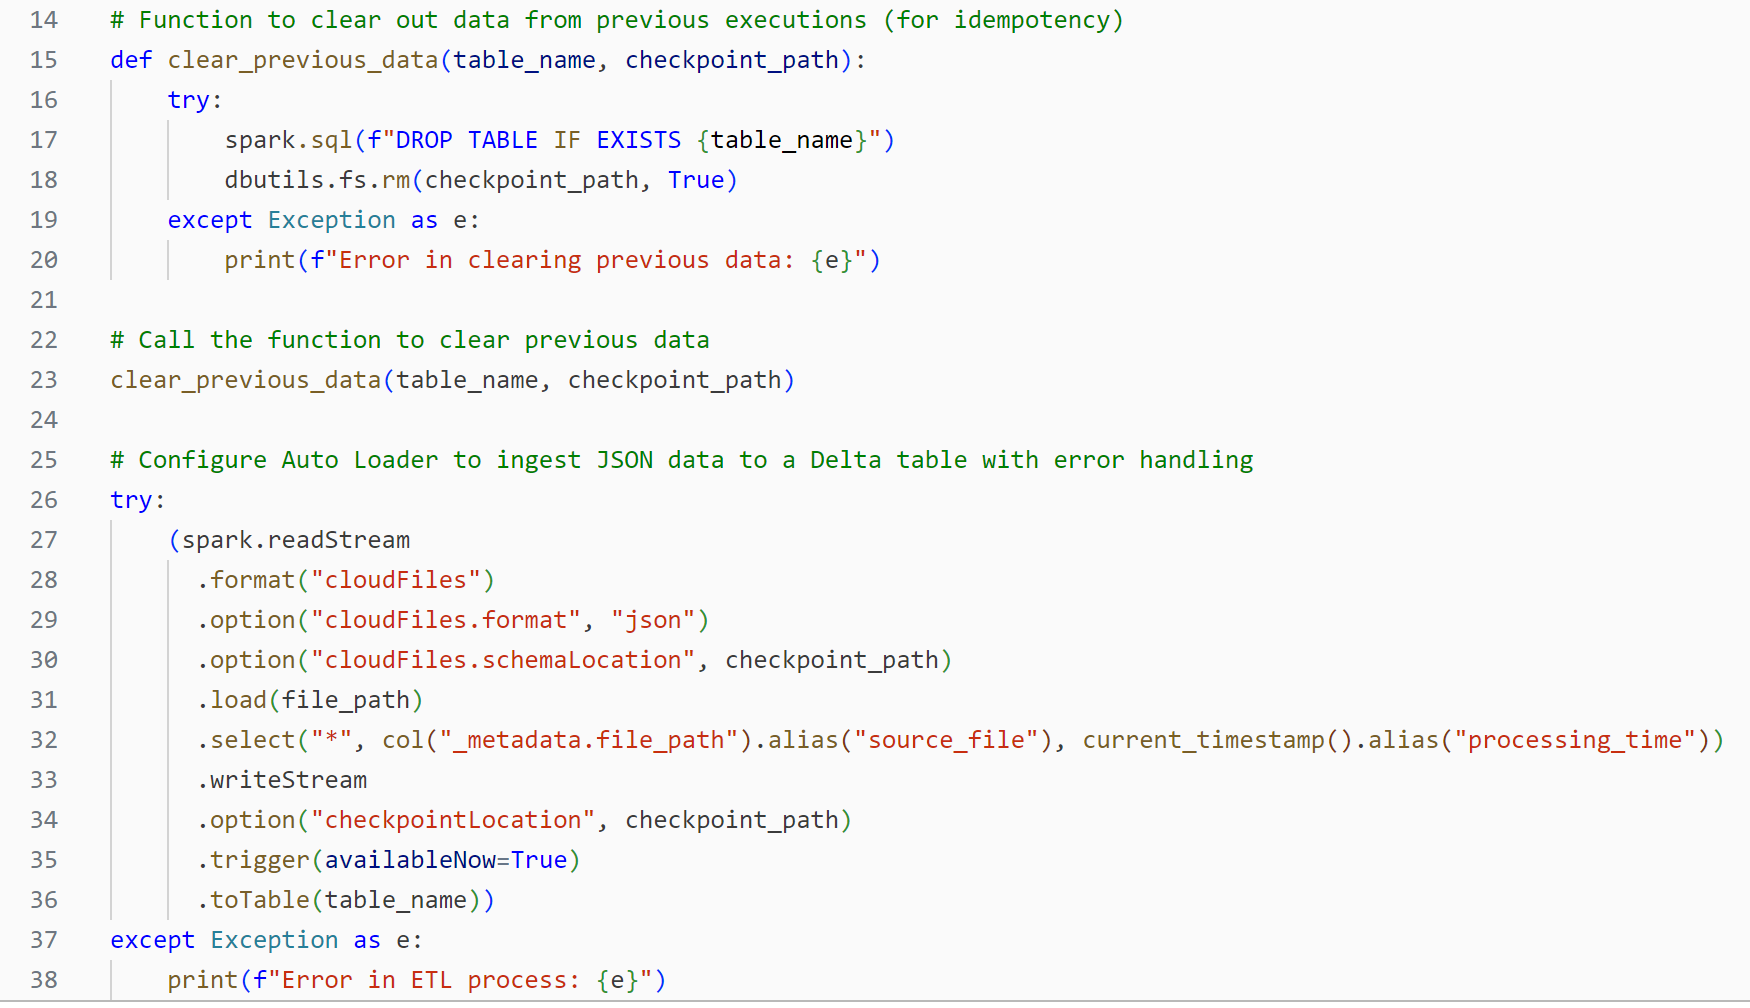 14 # Function to clear out data from previous executions (for idempotency)
15 def clear_previous_data(table_name, checkpoint_path):
16     try:
17         spark.sql(f"DROP TABLE IF EXISTS {table_name}")
18         dbutils.fs.rm(checkpoint_path, True)
19     except Exception as e:
20         print(f"Error in clearing previous data: {e}")
21
22 # Call the function to clear previous data
23 clear_previous_data(table_name, checkpoint_path)
24
25 # Configure Auto Loader to ingest JSON data to a Delta table with error handling
26 try:
27     (spark.readStream
28       .format("cloudFiles")
29       .option("cloudFiles.format", "json")
30       .option("cloudFiles.schemaLocation", checkpoint_path)
31       .load(file_path)
32       .select("*", col("_metadata.file_path").alias("source_file"), current_timestamp().alias("processing_time"))
33       .writeStream
34       .option("checkpointLocation", checkpoint_path)
35       .trigger(availableNow=True)
36       .toTable(table_name))
37 except Exception as e:
38     print(f"Error in ETL process: {e}")